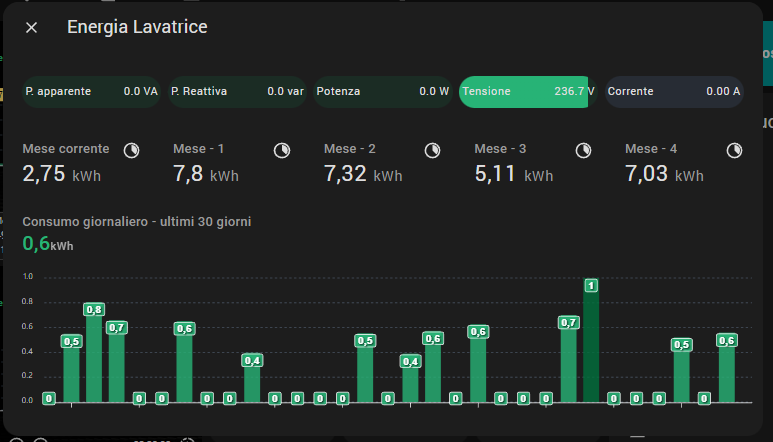 Energia Lavatrice
P. apparente 0.0 VA P. Reattiva 0.0 var Potenza 0.0 W Tensione 236.7 V Corrente 0.00 A
Mese corrente Mese - 1 Mese - 2 Mese - 3 Mese - 4
2,75 kWh 7,8 kWh 7,32 kWh 5,11 kWh 7,03 kWh
Consumo giornaliero - ultimi 30 giorni
0,6 kWh
1.0
0.8
0.6
0.4
0.2
0.0
0 0,5 0,8 0,7 0 0 0,6 0 0 0,4 0 0 0 0 0,5 0 0,4 0,6 0 0,6 0 0 0 0,7 1 0 0 0 0,5 0 0,6